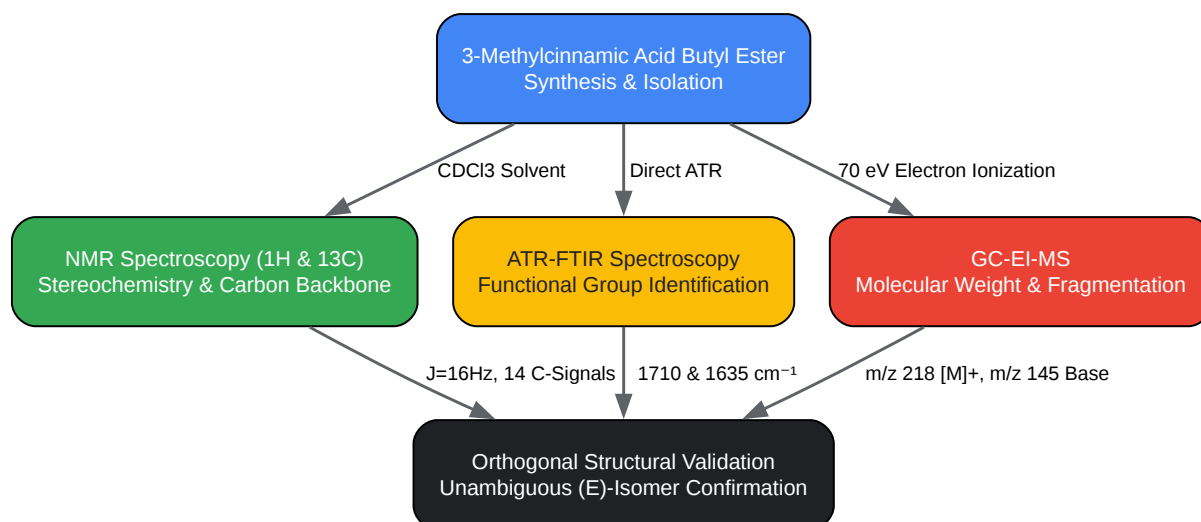 3-Methylcinnamic Acid Butyl Ester
Synthesis & Isolation
CDCl3 Solvent
Direct ATR
70 eV Electron Ionization
NMR Spectroscopy (1H & 13C)
Stereochemistry & Carbon Backbone
ATR-FTIR Spectroscopy
Functional Group Identification
GC-EI-MS
Molecular Weight & Fragmentation
J=16Hz, 14 C-Signals
1710 & 1635 cm⁻¹
m/z 218 [M]+, m/z 145 Base
Orthogonal Structural Validation
Unambiguous (E)-Isomer Confirmation